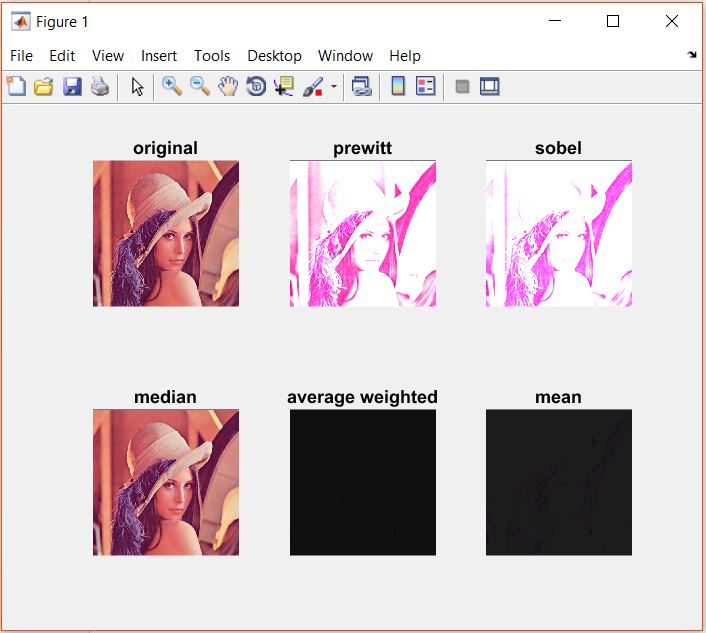 Figure 1
File Edit View Insert Tools Desktop Window Help
original prewitt sobel
median average weighted mean